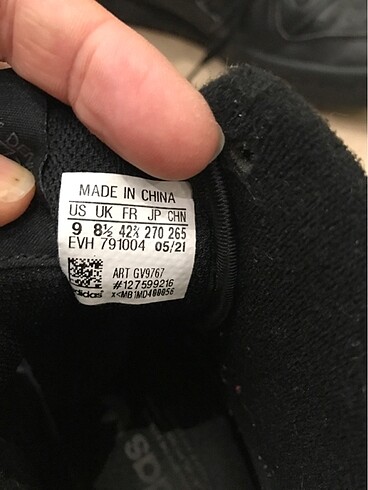 MADE IN CHINA
US UK FR JP CHN
9 8½ 42⅔ 270 265
EVH 791004 05/21
ART GV9767
#127599216
adidas